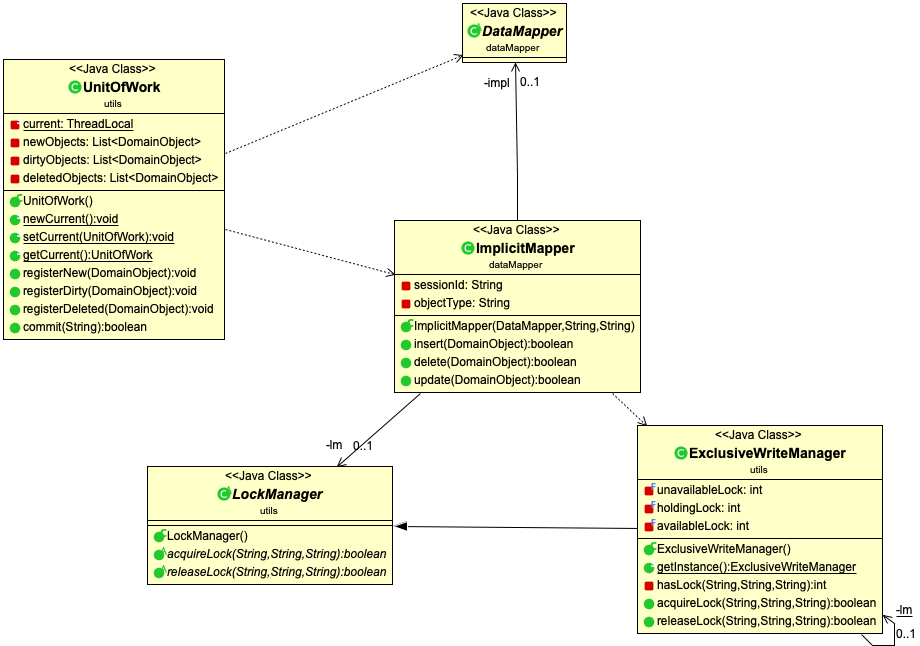 <<Java Class>>
DataMapper
dataMapper
<<Java Class>>
UnitOfWork
utils
current: ThreadLocal
newObjects: List<DomainObject>
dirtyObjects: List<DomainObject>
deletedObjects: List<DomainObject>
UnitOfWork()
newCurrent():void
setCurrent(UnitOfWork):void
getCurrent():UnitOfWork
registerNew(DomainObject):void
registerDirty(DomainObject):void
registerDeleted(DomainObject):void
commit(String):boolean
-impl 0..1
<<Java Class>>
ImplicitMapper
dataMapper
sessionId: String
objectType: String
ImplicitMapper(DataMapper,String,String)
insert(DomainObject):boolean
delete(DomainObject):boolean
update(DomainObject):boolean
-lm 0..1
<<Java Class>>
LockManager
utils
LockManager()
acquireLock(String,String,String):boolean
releaseLock(String,String,String):boolean
<<Java Class>>
ExclusiveWriteManager
utils
unavailableLock: int
holdingLock: int
availableLock: int
ExclusiveWriteManager()
getInstance():ExclusiveWriteManager
hasLock(String,String,String):int
acquireLock(String,String,String):boolean
releaseLock(String,String,String):boolean
-lm
0..1